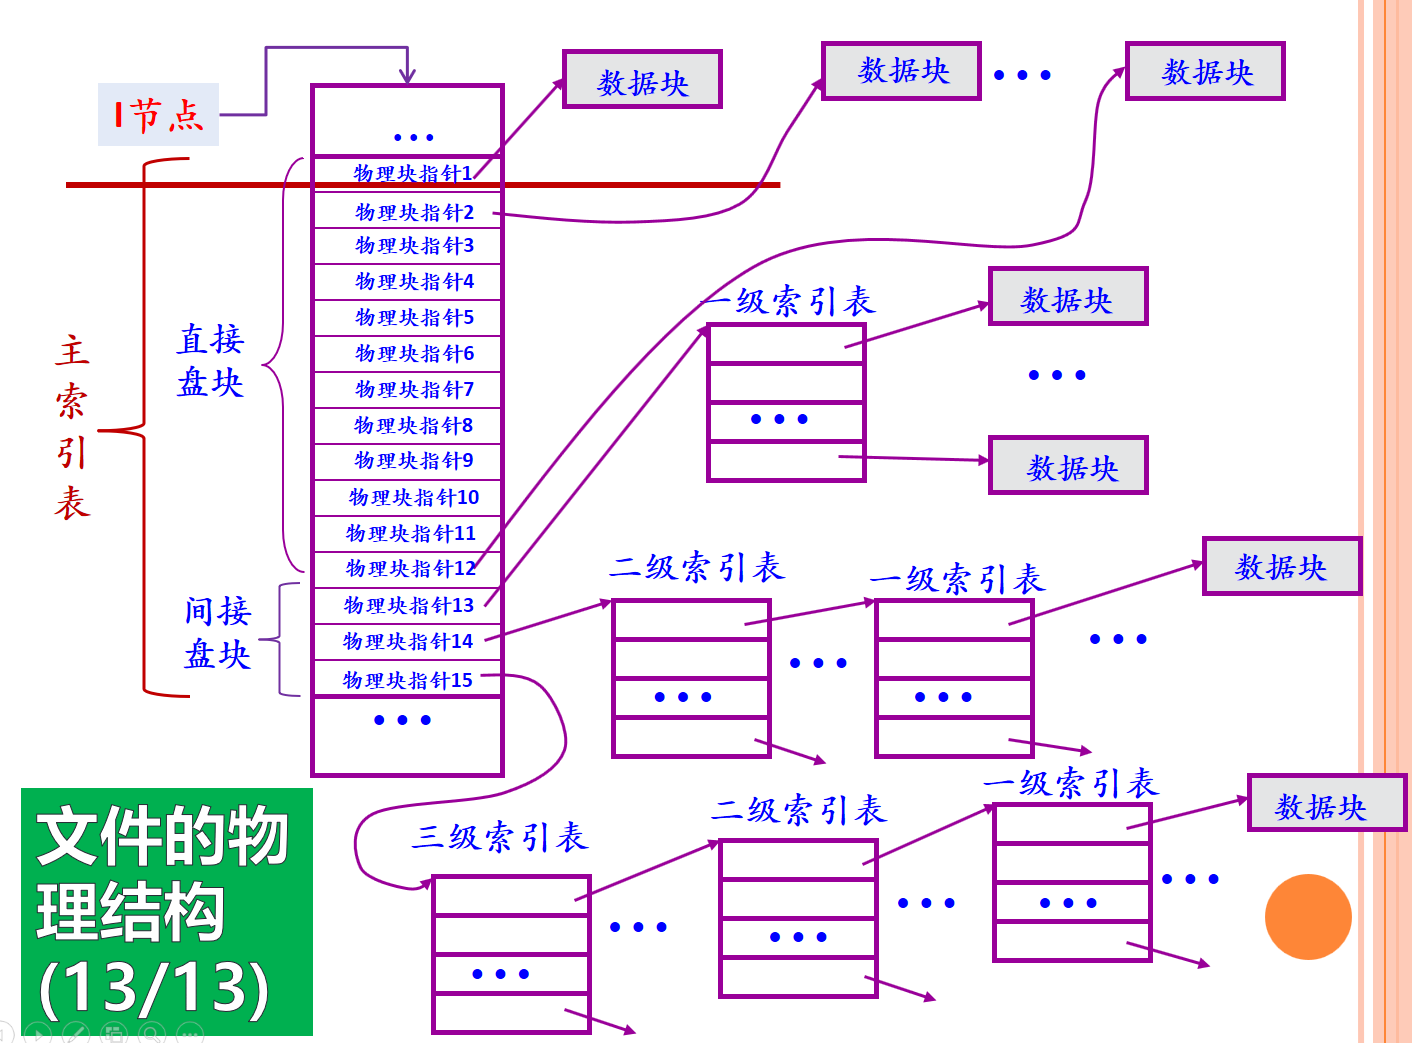 I节点
•••
数据块
数据块
•••
数据块
主索引表
直接
盘块
物理块指针1
物理块指针2
物理块指针3
物理块指针4
物理块指针5
物理块指针6
物理块指针7
物理块指针8
物理块指针9
物理块指针10
物理块指针11
物理块指针12
间接
盘块
物理块指针13
物理块指针14
物理块指针15
•••
一级索引表
•••
数据块
•••
数据块
二级索引表
•••
•••
一级索引表
•••
数据块
•••
三级索引表
•••
•••
二级索引表
•••
•••
一级索引表
•••
数据块
•••
文件的物
理结构
(13/13)